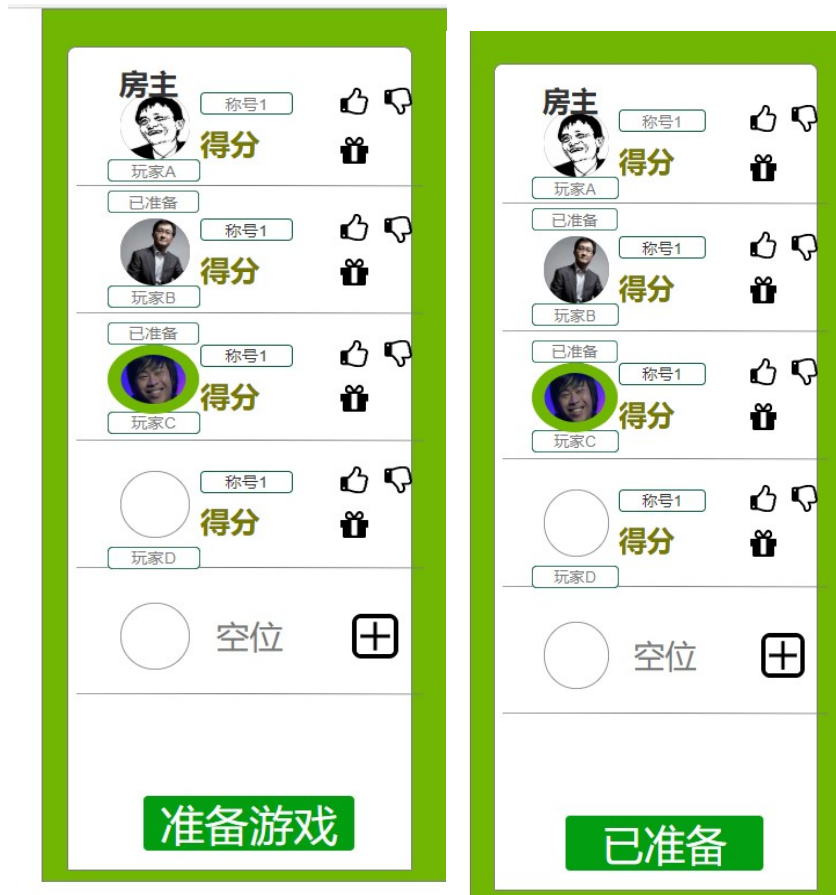 房主
称号1
得分
玩家A
已准备
称号1
得分
玩家B
已准备
称号1
得分
玩家C
称号1
得分
玩家D
空位
准备游戏
房主
称号1
得分
玩家A
已准备
称号1
得分
玩家B
已准备
称号1
得分
玩家C
称号1
得分
玩家D
空位
已准备